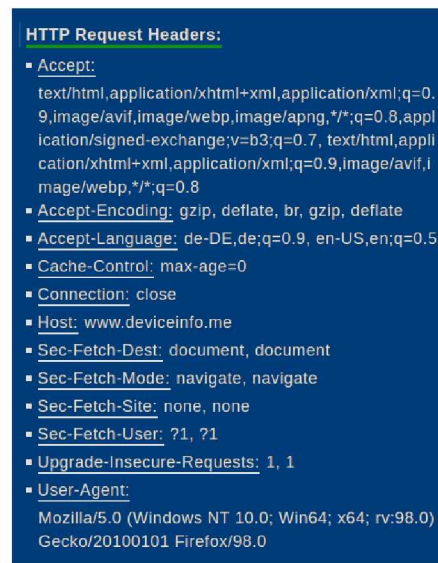 HTTP Request Headers:
Accept:
text/html,application/xhtml+xml,application/xml;q=0.
9,image/avif,image/webp,image/apng,*/*;q=0.8,appl
ication/signed-exchange;v=b3;q=0.7, text/html,appli
cation/xhtml+xml,application/xml;q=0.9,image/avif,i
mage/webp,*/*;q=0.8
Accept-Encoding: gzip, deflate, br, gzip, deflate
Accept-Language: de-DE,de;q=0.9, en-US,en;q=0.5
Cache-Control: max-age=0
Connection: close
Host: www.deviceinfo.me
Sec-Fetch-Dest: document, document
Sec-Fetch-Mode: navigate, navigate
Sec-Fetch-Site: none, none
Sec-Fetch-User: ?1, ?1
Upgrade-Insecure-Requests: 1, 1
User-Agent:
Mozilla/5.0 (Windows NT 10.0; Win64; x64; rv:98.0)
Gecko/20100101 Firefox/98.0